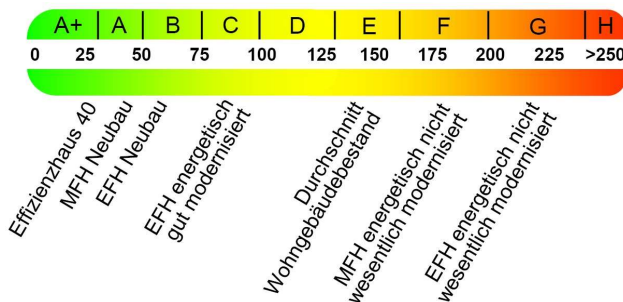 A+ A B C D E F G H
0 25 50 75 100 125 150 175 200 225 >250
Effizienzhaus 40
MFH Neubau
EFH Neubau
EFH energetisch
gut modernisiert
Durchschnitt
Wohngebäudebestand
MFH energetisch nicht
wesentlich modernisiert
EFH energetisch nicht
wesentlich modernisiert